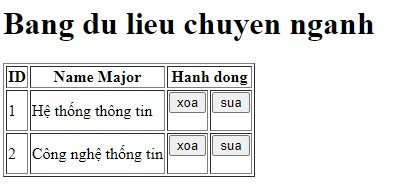 Bang du lieu chuyen nganh
ID Name Major Hanh dong
1 Hệ thống thông tin xoa sua
2 Công nghệ thống tin xoa sua